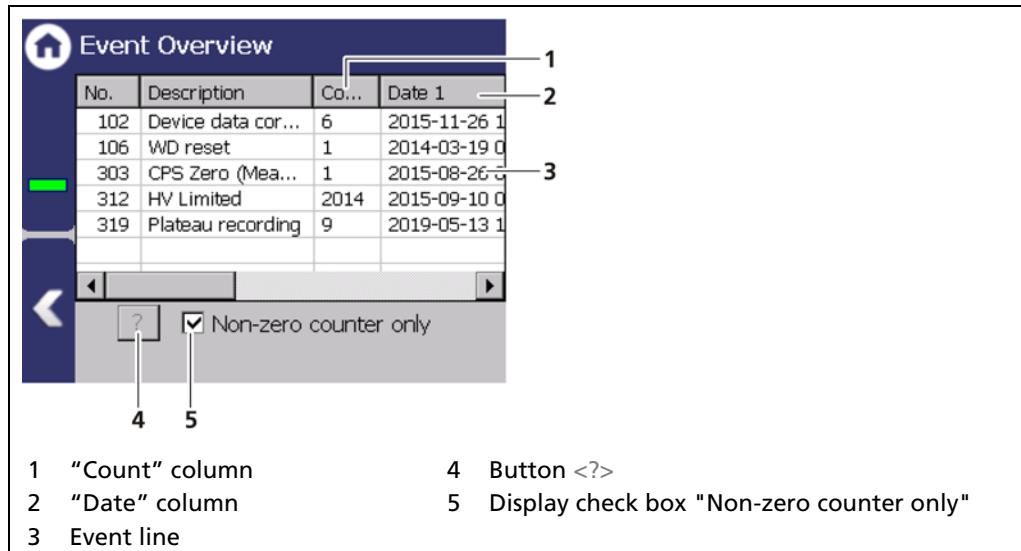 Event Overview
1
No. Description Co... Date 1
2
102 Device data cor... 6 2015-11-26 1
106 WD reset 1 2014-03-19 0
303 CPS Zero (Mea... 1 2015-08-26
3
312 HV Limited 2014 2015-09-10 0
319 Plateau recording 9 2019-05-13 1
? Non-zero counter only
4 5
1 “Count” column
2 “Date” column
3 Event line
4 Button <?>
5 Display check box "Non-zero counter only"